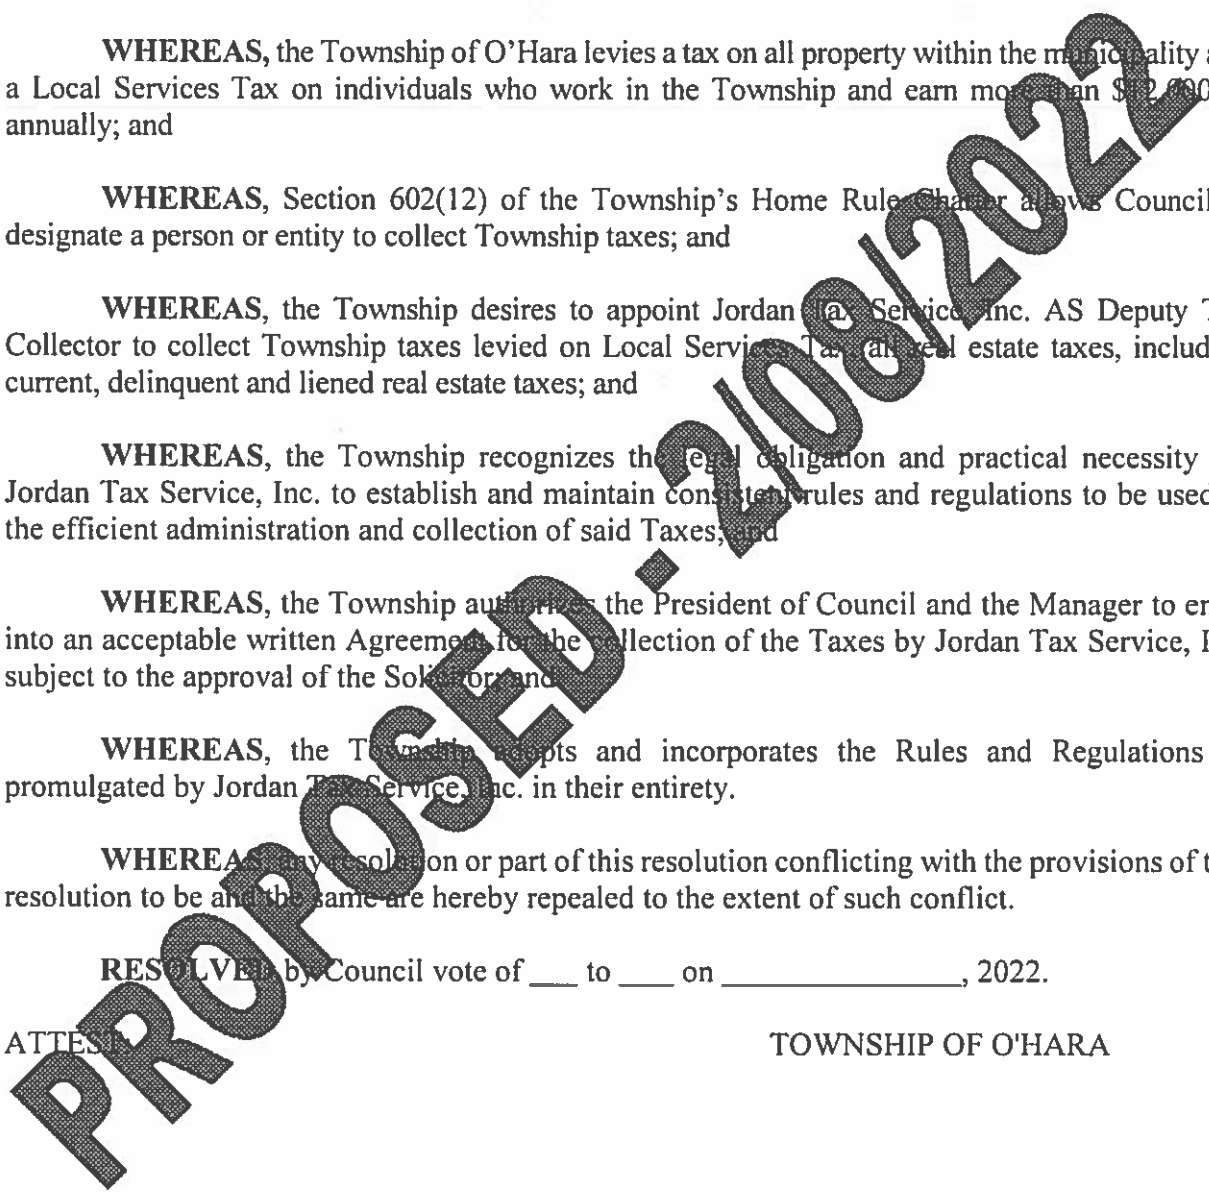 WHEREAS, the Township of O'Hara levies a tax on all property within the municipality
a Local Services Tax on individuals who work in the Township and earn more than $12,000
annually; and
WHEREAS, Section 602(12) of the Township's Home Rule Charter allows Council
designate a person or entity to collect Township taxes; and
WHEREAS, the Township desires to appoint Jordan Tax Service, Inc. AS Deputy
Collector to collect Township taxes levied on Local Services Tax, all real estate taxes, includ
current, delinquent and liened real estate taxes; and
WHEREAS, the Township recognizes the legal obligation and practical necessity
Jordan Tax Service, Inc. to establish and maintain consistent rules and regulations to be used
the efficient administration and collection of said Taxes; and
WHEREAS, the Township authorizes the President of Council and the Manager to en
into an acceptable written Agreement for the collection of the Taxes by Jordan Tax Service,
subject to the approval of the Solicitor; and
WHEREAS, the Township adopts and incorporates the Rules and Regulations
promulgated by Jordan Tax Service, Inc. in their entirety.
WHEREAS, any resolution or part of this resolution conflicting with the provisions of t
resolution to be and the same are hereby repealed to the extent of such conflict.
RESOLVED by Council vote of ___ to ___ on _______________, 2022.
ATTEST: TOWNSHIP OF O'HARA
PROPOSED - 2/08/2022